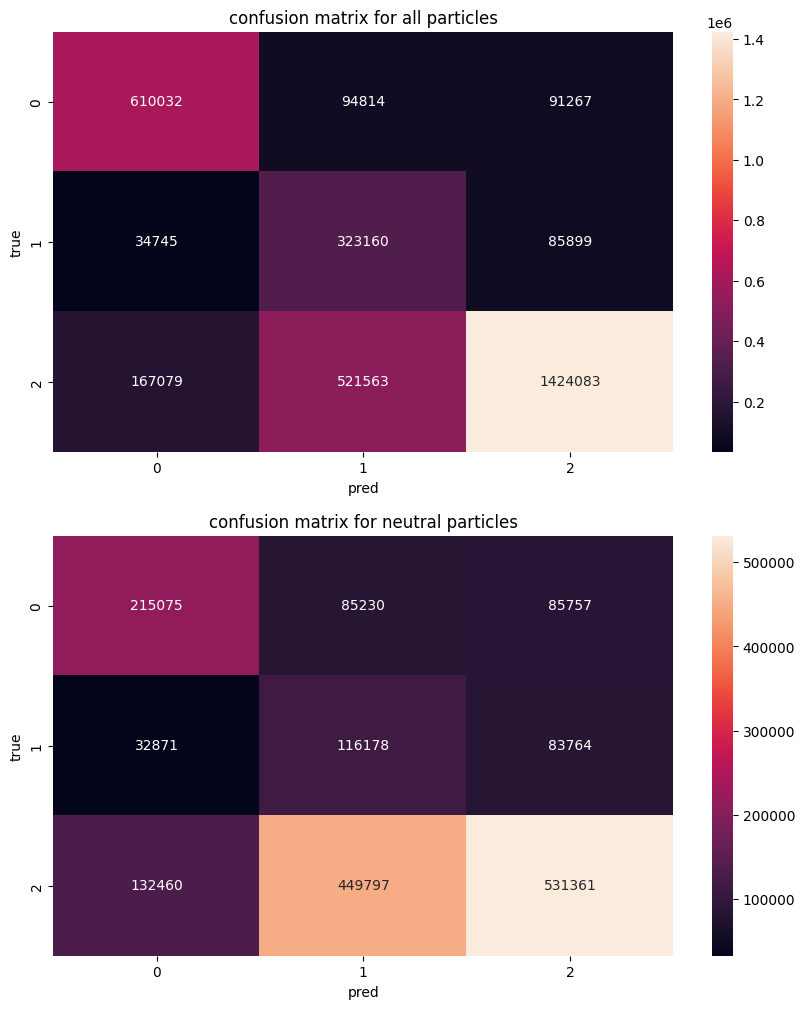 confusion matrix for all particles
1e6
0 610032 94814 91267
1 34745 323160 85899
2 167079 521563 1424083
true
0 1 2
pred
1.4
1.2
1.0
0.8
0.6
0.4
0.2
confusion matrix for neutral particles
0 215075 85230 85757
1 32871 116178 83764
2 132460 449797 531361
true
0 1 2
pred
500000
400000
300000
200000
100000